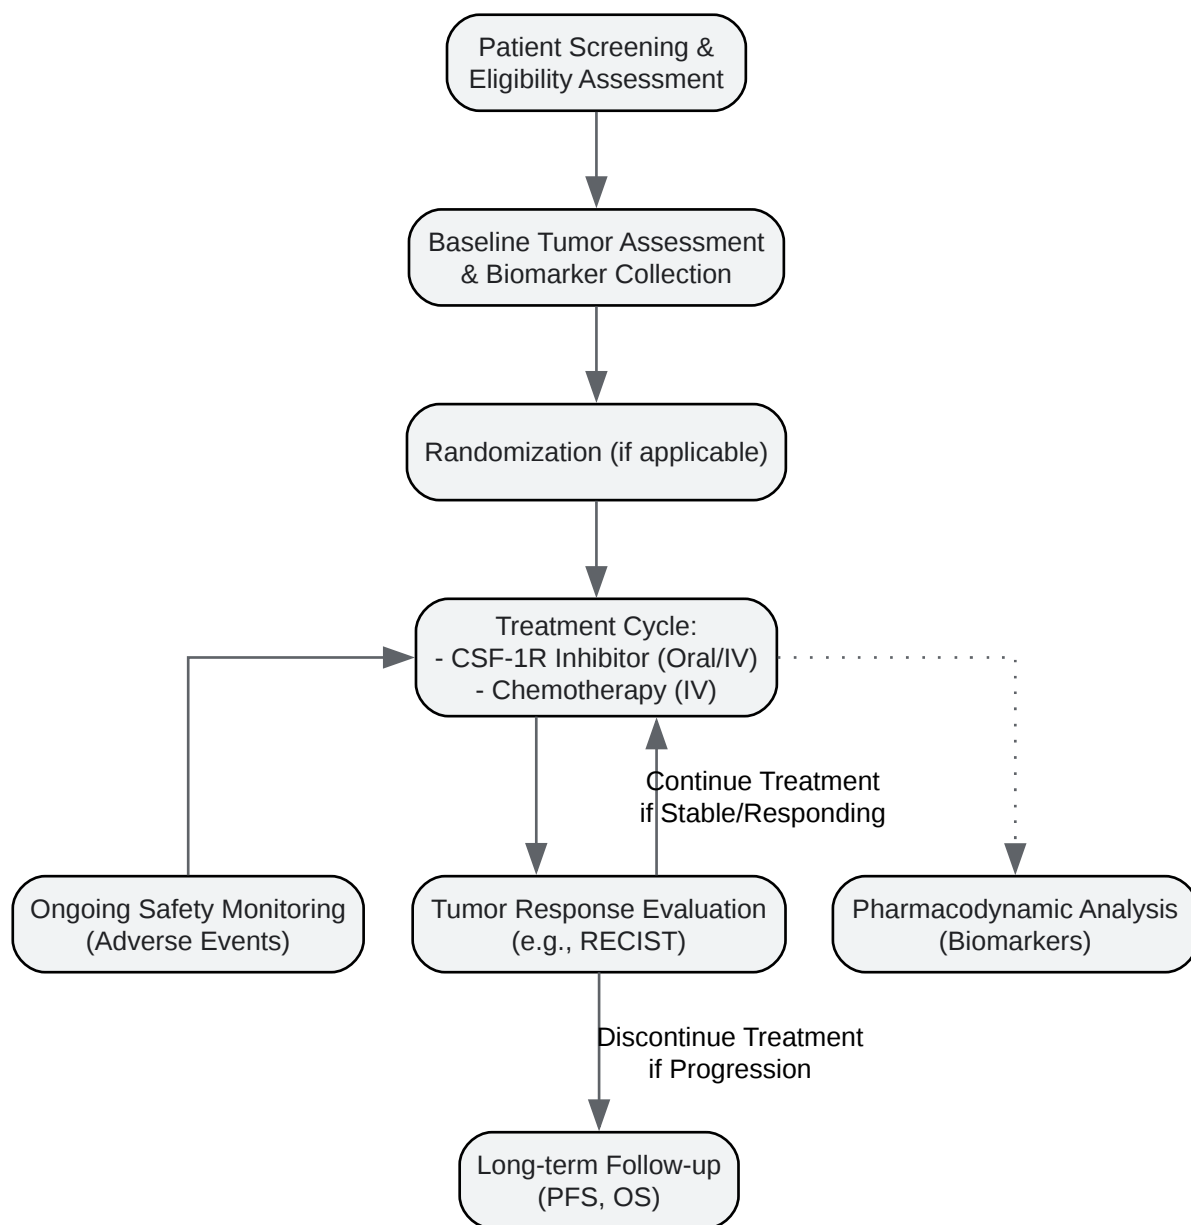 Patient Screening &
Eligibility Assessment
Baseline Tumor Assessment
& Biomarker Collection
Randomization (if applicable)
Treatment Cycle:
- CSF-1R Inhibitor (Oral/IV)
- Chemotherapy (IV)
Continue Treatment
if Stable/Responding
Ongoing Safety Monitoring
(Adverse Events)
Tumor Response Evaluation
(e.g., RECIST)
Pharmacodynamic Analysis
(Biomarkers)
Discontinue Treatment
if Progression
Long-term Follow-up
(PFS, OS)